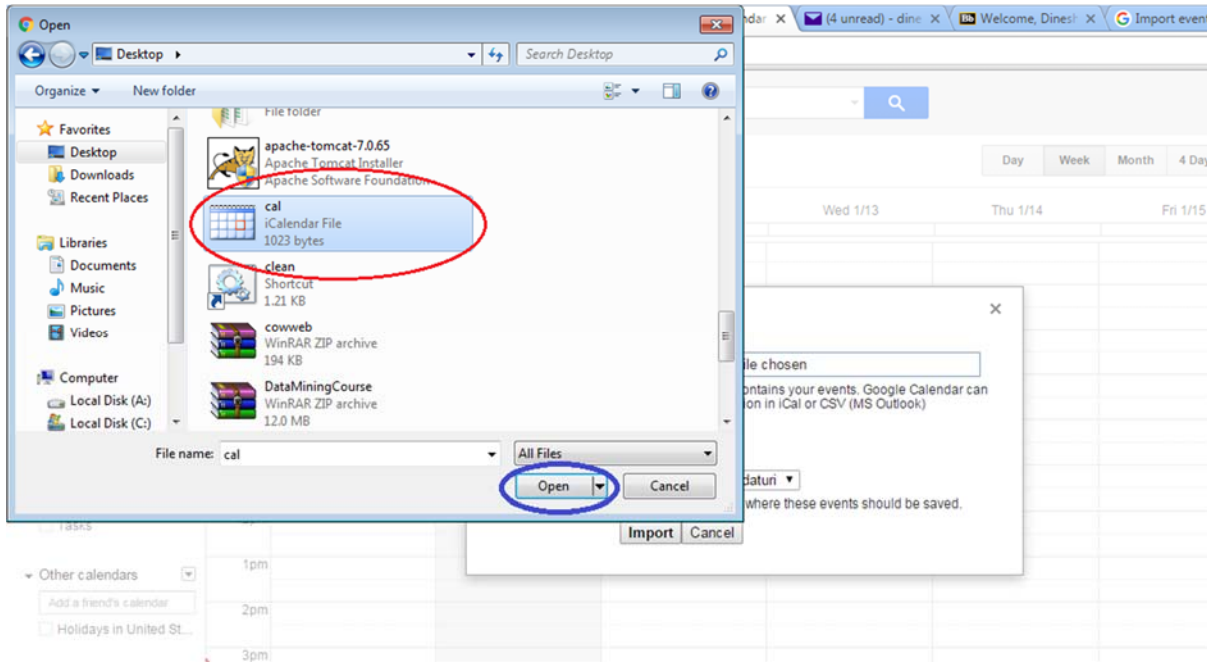 Open
ndar
(4 unread) - dine
Welcome, Dinesh
Import event
Desktop
Search Desktop
Organize
New folder
Favorites
Desktop
Downloads
Recent Places
Libraries
Documents
Music
Pictures
Videos
Computer
Local Disk (A:)
Local Disk (C:)
File folder
apache-tomcat-7.0.65
Apache Tomcat Installer
Apache Software Foundation
cal
iCalendar File
1023 bytes
clean
Shortcut
1.21 KB
cowweb
WinRAR ZIP archive
194 KB
DataMiningCourse
WinRAR ZIP archive
12.0 MB
File name: cal
All Files
Open
Cancel
Day Week Month 4 Day
Wed 1/13 Thu 1/14 Fri 1/15
ile chosen
ontains your events. Google Calendar can
ion in iCal or CSV (MS Outlook)
daturi
where these events should be saved.
Import Cancel
Tasks
Other calendars
Add a friend's calendar
Holidays in United St...
1pm
2pm
3pm